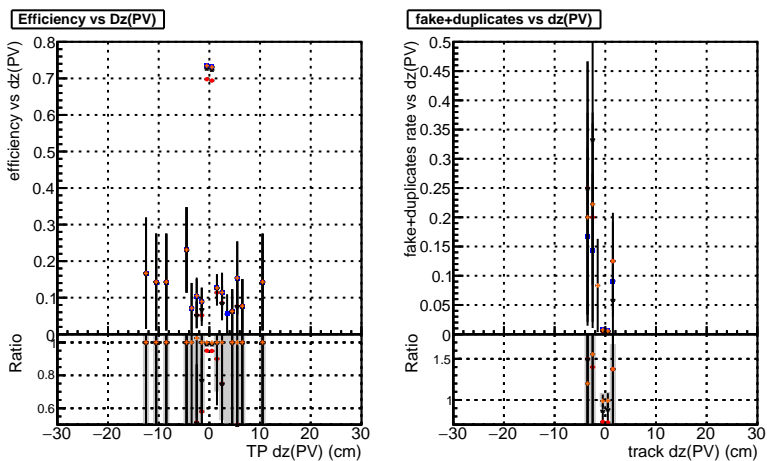 Efficiency vs Dz(PV)
efficiency vs dz(PV)
0.8
0.7
0.6
0.5
0.4
0.3
0.2
0.1
0
Ratio
1
0.8
0.6
−30 −20 −10 0 10 20 30
TP dz(PV) (cm)
fake+duplicates vs dz(PV)
fake+duplicates rate vs dz(PV)
0.5
0.45
0.4
0.35
0.3
0.25
0.2
0.15
0.1
0.05
0
Ratio
1.5
1
−30 −20 −10 0 10 20 30
track dz(PV) (cm)